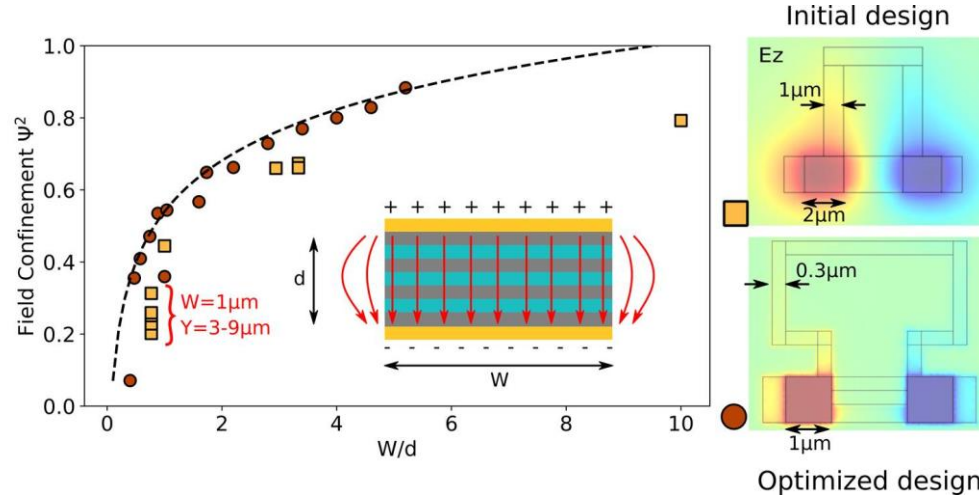 Initial design
Ez
1μm
2μm
0.3μm
1μm
Optimized design
Field Confinement Ψ²
1.0
0.8
0.6
0.4
0.2
0.0
0 2 4 6 8 10
W/d
W=1μm
Y=3-9μm
+ + + + + + + + +
d
- - - - - - - - -
W